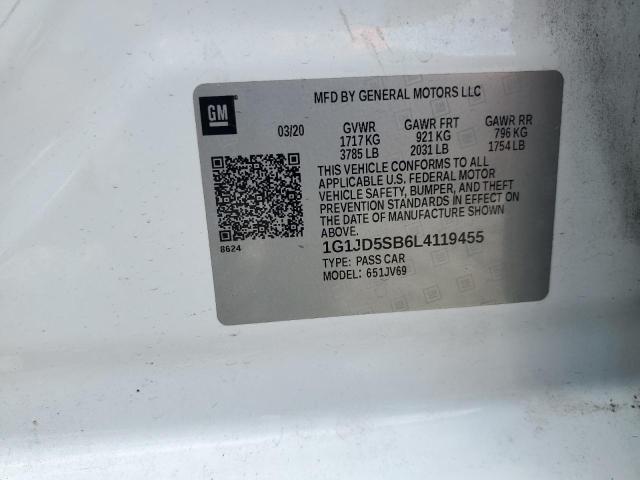 GM
MFD BY GENERAL MOTORS LLC
03/20 GVWR GAWR FRT GAWR RR
1717 KG 921 KG 796 KG
3785 LB 2031 LB 1754 LB
THIS VEHICLE CONFORMS TO ALL
APPLICABLE U.S. FEDERAL MOTOR
VEHICLE SAFETY, BUMPER, AND THEFT
PREVENTION STANDARDS IN EFFECT ON
THE DATE OF MANUFACTURE SHOWN
ABOVE.
8624
1G1JD5SB6L4119455
TYPE: PASS CAR
MODEL: 651JV69